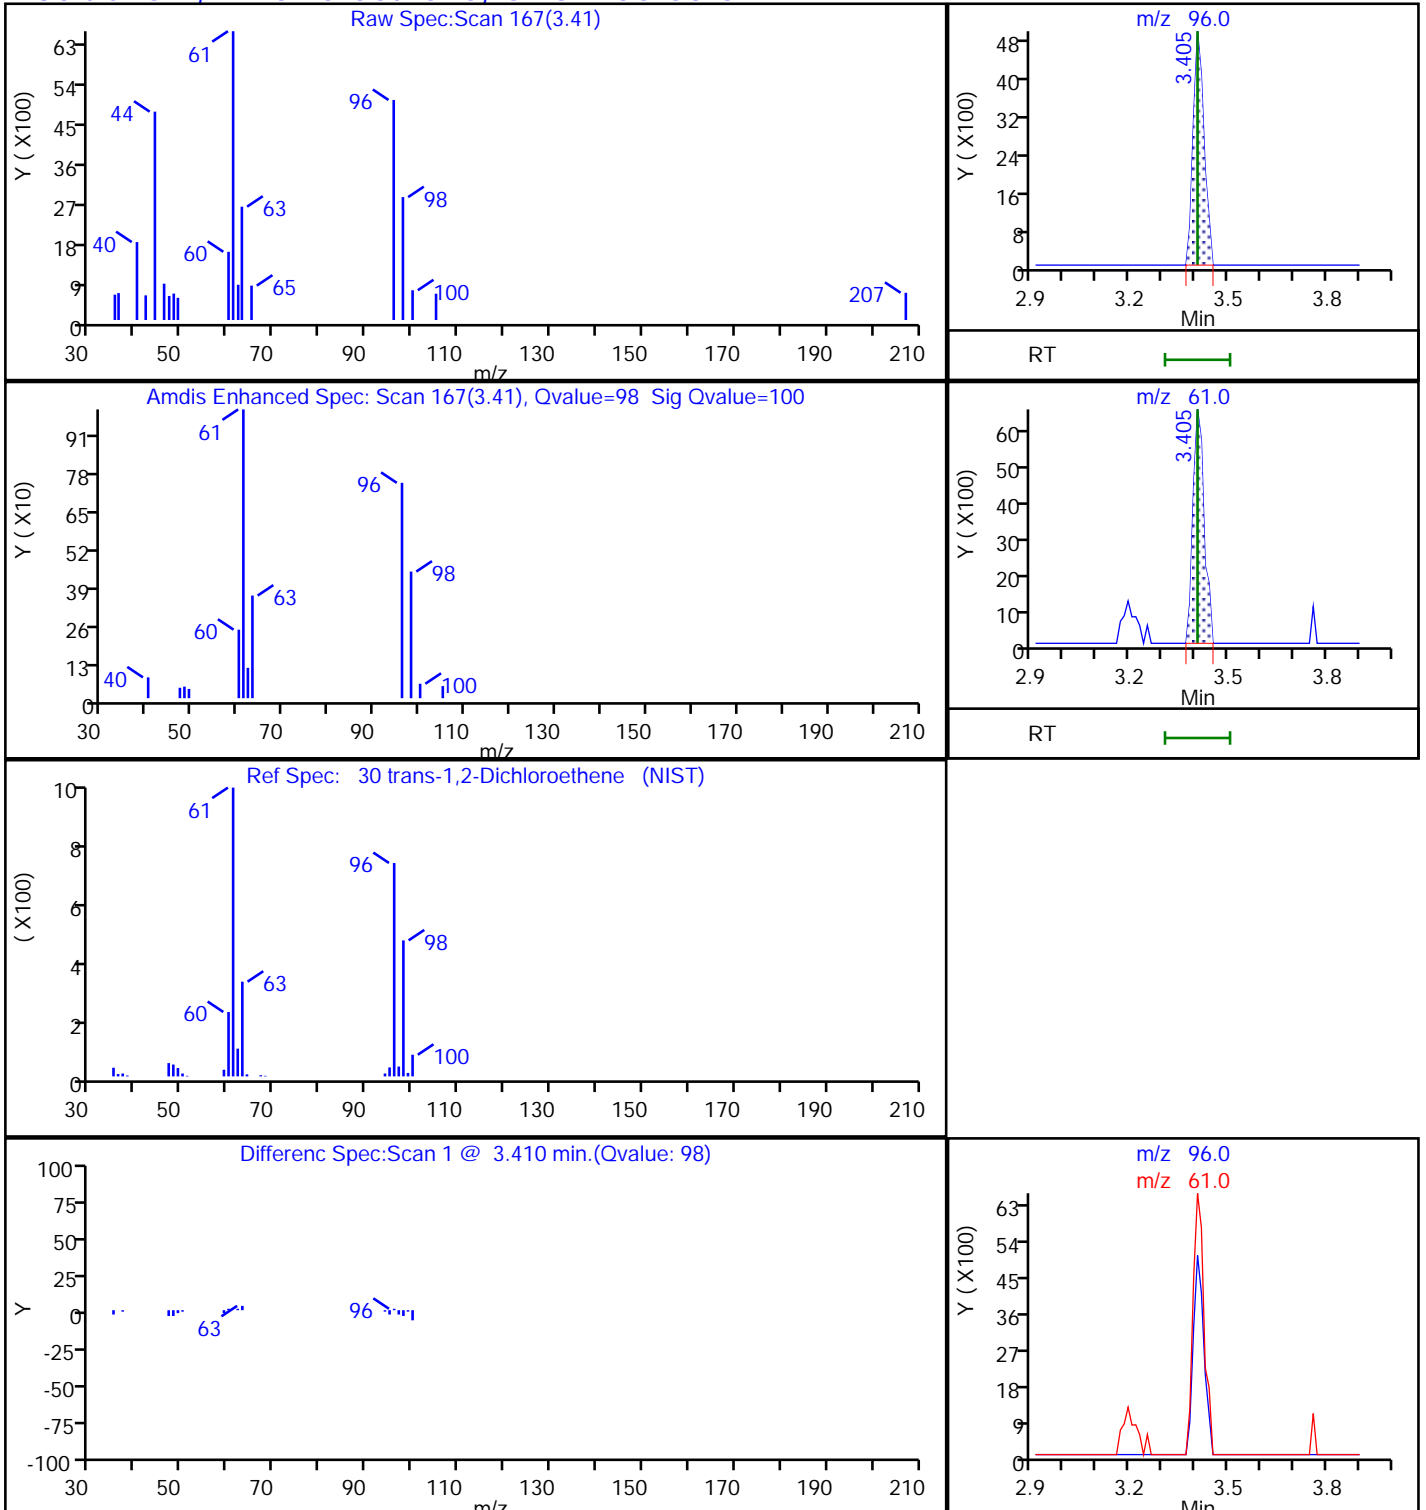 Raw Spec:Scan 167(3.41)
Y ( X100)
63
54
45
36
27
18
9
0
61
96
44
98
63
40
60
65
100
207
30 50 70 90 110 130 150 170 190 210
m/z
m/z 96.0
Y ( X100)
48
40
32
24
16
8
0
3.405
2.9 3.2 3.5 3.8
Min
RT
Amdis Enhanced Spec: Scan 167(3.41), Qvalue=98 Sig Qvalue=100
Y ( X10)
91
78
65
52
39
26
13
0
61
96
98
63
60
40
100
30 50 70 90 110 130 150 170 190 210
m/z
m/z 61.0
Y ( X100)
60
50
40
30
20
10
0
3.405
2.9 3.2 3.5 3.8
Min
RT
Ref Spec: 30 trans-1,2-Dichloroethene (NIST)
( X100)
10
8
6
4
2
0
61
96
98
63
60
100
30 50 70 90 110 130 150 170 190 210
Differenc Spec:Scan 1 @ 3.410 min.(Qvalue: 98)
Y
100
75
50
25
0
-25
-50
-75
-100
63
96
30 50 70 90 110 130 150 170 190 210
m/z
m/z 96.0
m/z 61.0
Y ( X100)
63
54
45
36
27
18
9
0
2.9 3.2 3.5 3.8
Min